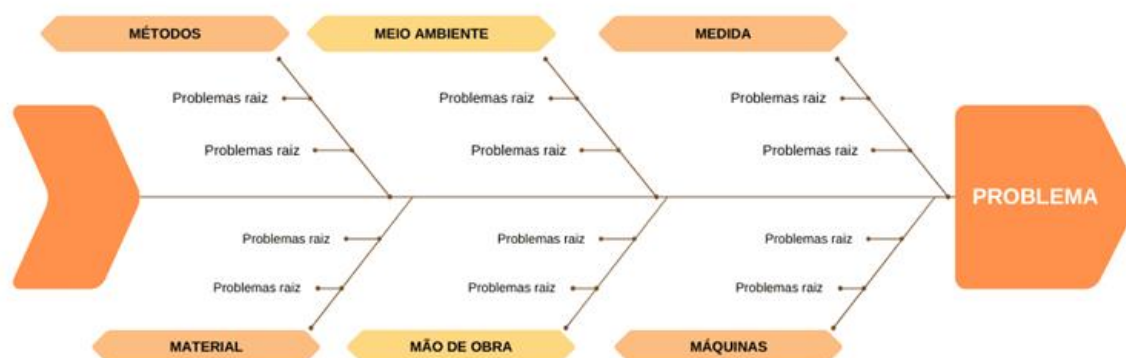 MÉTODOS
MEIO AMBIENTE
MEDIDA
Problemas raiz
Problemas raiz
Problemas raiz
Problemas raiz
Problemas raiz
Problemas raiz
PROBLEMA
Problemas raiz
Problemas raiz
Problemas raiz
Problemas raiz
Problemas raiz
Problemas raiz
MATERIAL
MÃO DE OBRA
MÁQUINAS